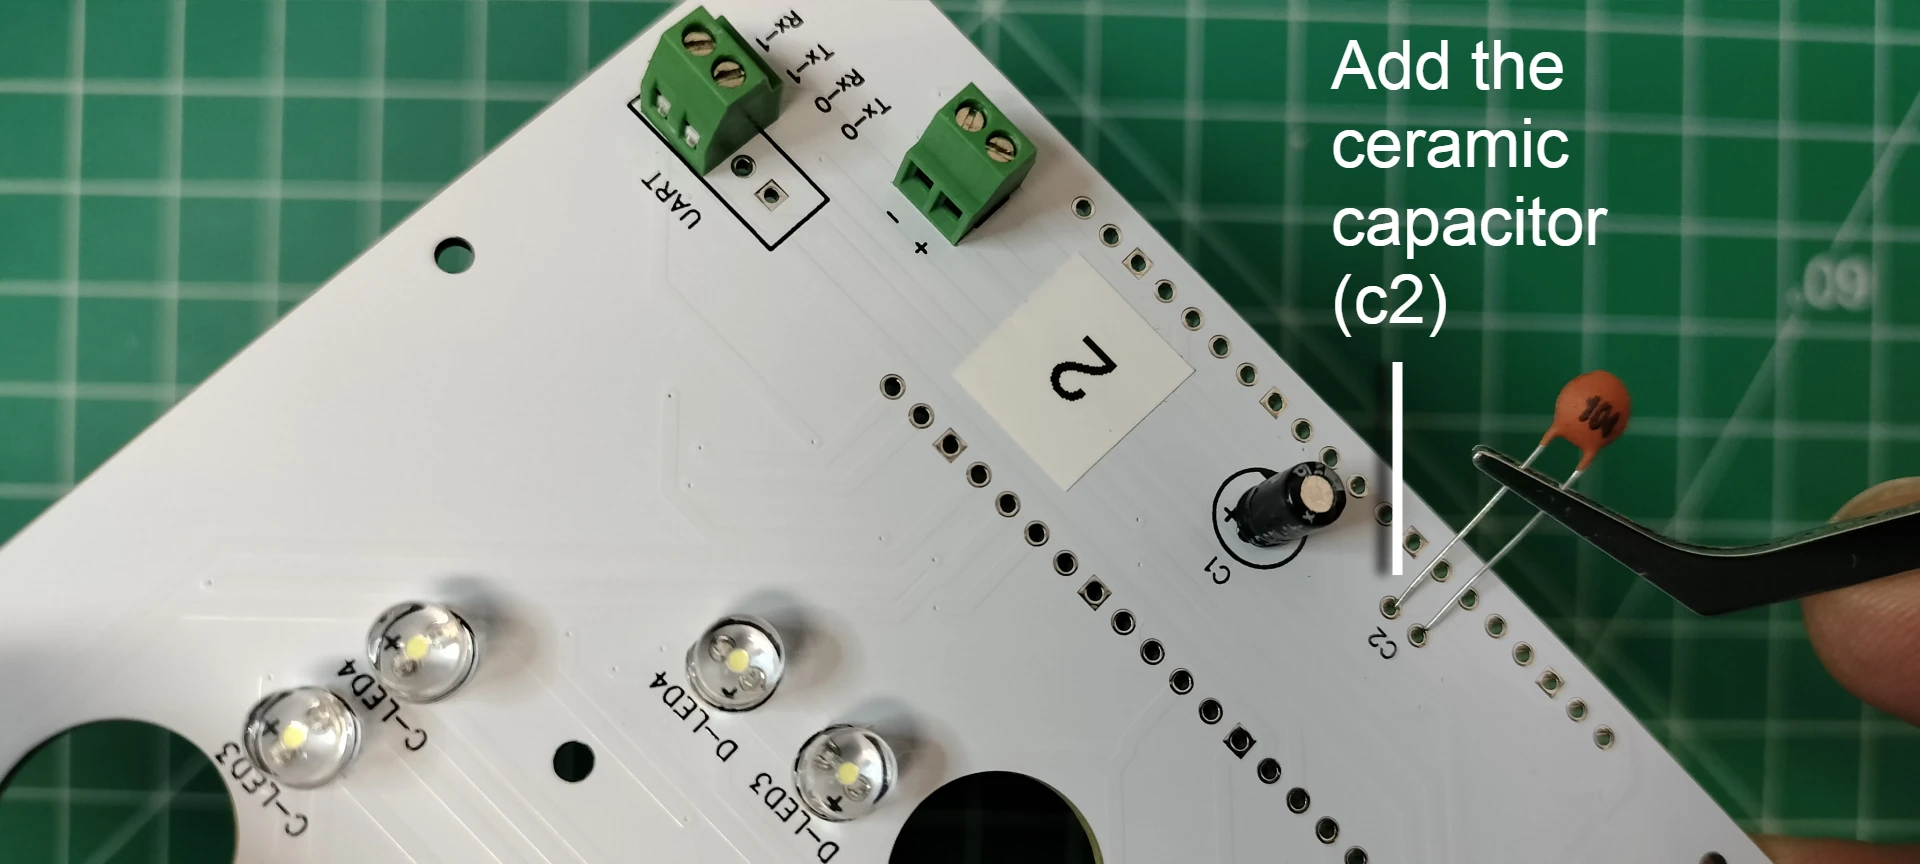 Add the
ceramic
capacitor
(c2)
Rx-1
Tx-1
Rx-0
Tx-0
UART
-
+
2
104
C1
C2
+
C-LED4
+
C-LED3
+
D-LED4
+
D-LED3
.09